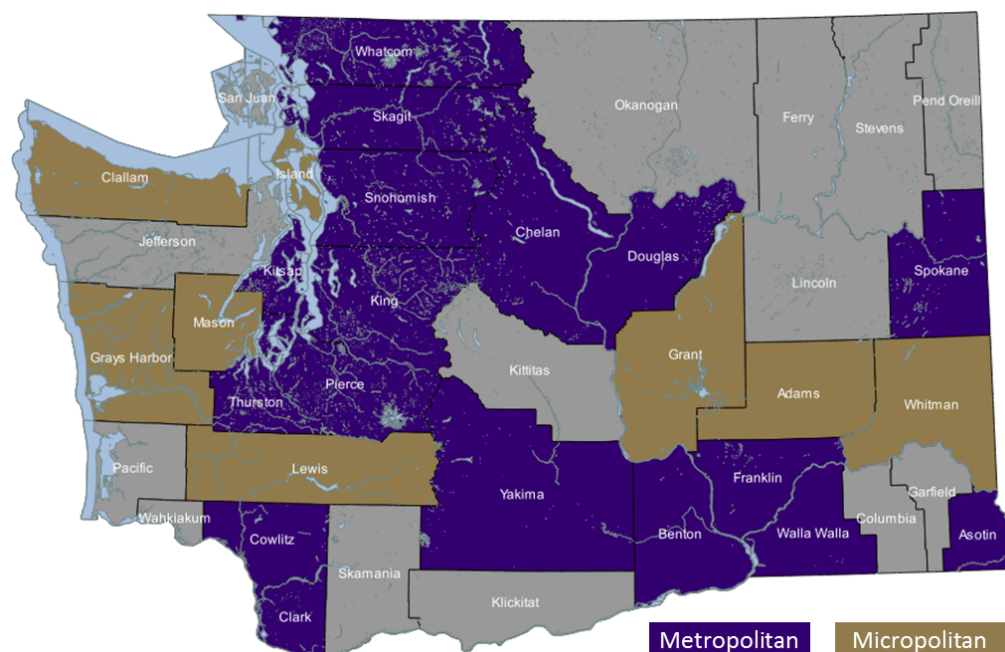 Whatcom
San Juan
Skagit
Okanogan
Ferry
Stevens
Pend Oreill
Clallam
Island
Snohomish
Jefferson
Chelan
Douglas
Kitsap
King
Lincoln
Spokane
Mason
Grays Harbor
Grant
Kittitas
Pierce
Thurston
Adams
Whitman
Pacific
Lewis
Yakima
Franklin
Garfield
Wahkiakum
Cowlitz
Benton
Walla Walla
Columbia
Asotin
Skamania
Klickitat
Clark
Metropolitan
Micropolitan